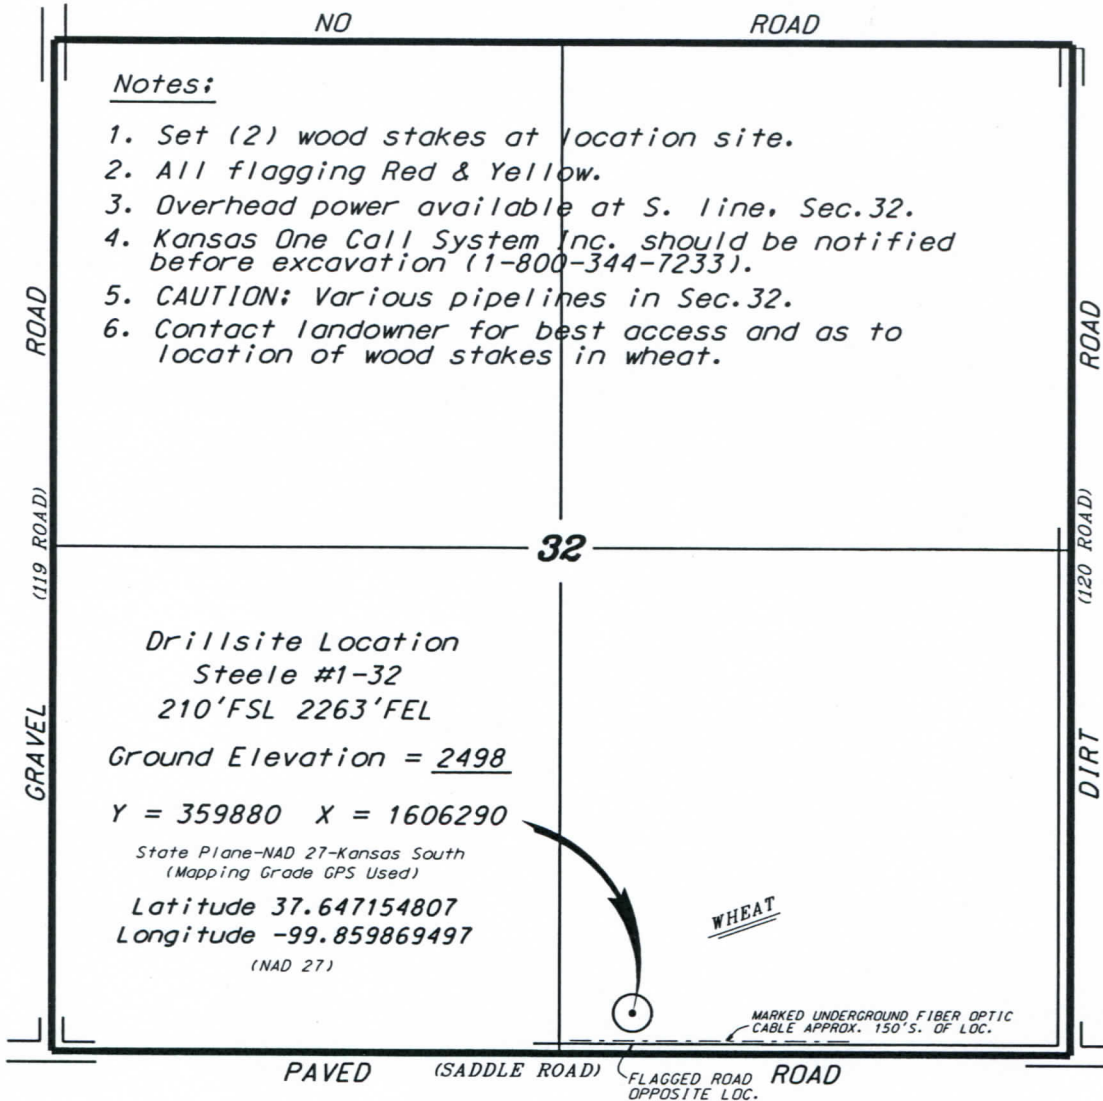 NO ROAD
Notes:
1. Set (2) wood stakes at location site.
2. All flagging Red & Yellow.
3. Overhead power available at S. line, Sec.32.
4. Kansas One Call System Inc. should be notified
before excavation (1-800-344-7233).
5. CAUTION: Various pipelines in Sec.32.
6. Contact landowner for best access and as to
location of wood stakes in wheat.
ROAD
(119 ROAD)
GRAVEL
ROAD
(120 ROAD)
DIRT
32
Drillsite Location
Steele #1-32
210'FSL 2263'FEL
Ground Elevation = 2498
Y = 359880 X = 1606290
State Plane-NAD 27-Kansas South
(Mapping Grade GPS Used)
Latitude 37.647154807
Longitude -99.859869497
(NAD 27)
WHEAT
MARKED UNDERGROUND FIBER OPTIC
CABLE APPROX. 150'S. OF LOC.
PAVED (SADDLE ROAD) ROAD
FLAGGED ROAD
OPPOSITE LOC.